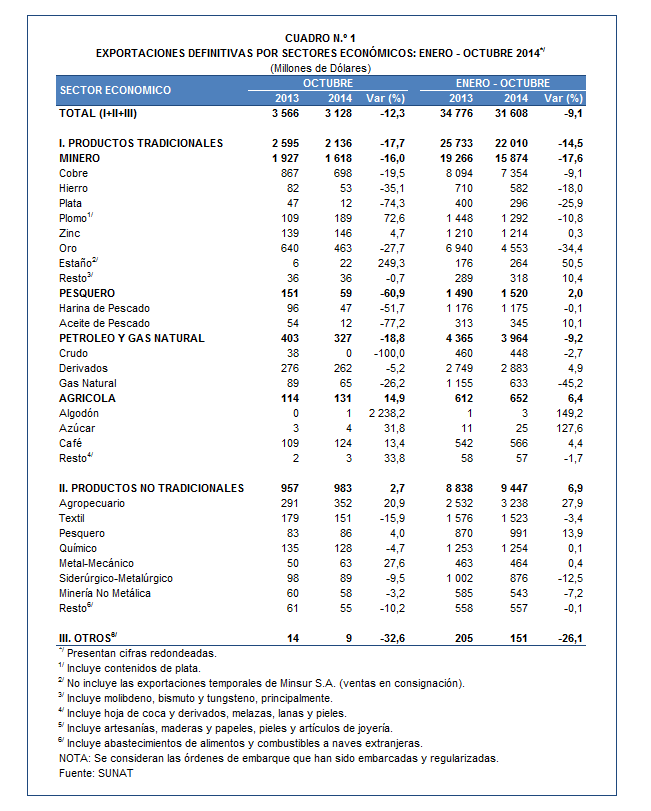 CUADRO N.º 1
EXPORTACIONES DEFINITIVAS POR SECTORES ECONÓMICOS: ENERO - OCTUBRE 2014*/
(Millones de Dólares)
SECTOR ECONOMICO OCTUBRE ENERO - OCTUBRE
2013 2014 Var (%) 2013 2014 Var (%)
TOTAL (I+II+III) 3 566 3 128 -12,3 34 776 31 608 -9,1
I. PRODUCTOS TRADICIONALES 2 595 2 136 -17,7 25 733 22 010 -14,5
MINERO 1 927 1 618 -16,0 19 266 15 874 -17,6
Cobre 867 698 -19,5 8 094 7 354 -9,1
Hierro 82 53 -35,1 710 582 -18,0
Plata 47 12 -74,3 400 296 -25,9
Plomo1/ 109 189 72,6 1 448 1 292 -10,8
Zinc 139 146 4,7 1 210 1 214 0,3
Oro 640 463 -27,7 6 940 4 553 -34,4
Estaño2/ 6 22 249,3 176 264 50,5
Resto3/ 36 36 -0,7 289 318 10,4
PESQUERO 151 59 -60,9 1 490 1 520 2,0
Harina de Pescado 96 47 -51,7 1 176 1 175 -0,1
Aceite de Pescado 54 12 -77,2 313 345 10,1
PETROLEO Y GAS NATURAL 403 327 -18,8 4 365 3 964 -9,2
Crudo 38 0 -100,0 460 448 -2,7
Derivados 276 262 -5,2 2 749 2 883 4,9
Gas Natural 89 65 -26,2 1 155 633 -45,2
AGRICOLA 114 131 14,9 612 652 6,4
Algodón 0 1 2 238,2 1 3 149,2
Azúcar 3 4 31,8 11 25 127,6
Café 109 124 13,4 542 566 4,4
Resto4/ 2 3 33,8 58 57 -1,7
II. PRODUCTOS NO TRADICIONALES 957 983 2,7 8 838 9 447 6,9
Agropecuario 291 352 20,9 2 532 3 238 27,9
Textil 179 151 -15,9 1 576 1 523 -3,4
Pesquero 83 86 4,0 870 991 13,9
Químico 135 128 -4,7 1 253 1 254 0,1
Metal-Mecánico 50 63 27,6 463 464 0,4
Siderúrgico-Metalúrgico 98 89 -9,5 1 002 876 -12,5
Minería No Metálica 60 58 -3,2 585 543 -7,2
Resto6/ 61 55 -10,2 558 557 -0,1
III. OTROS6/ 14 9 -32,6 205 151 -26,1
*/ Presentan cifras redondeadas.
1/ Incluye contenidos de plata.
2/ No incluye las exportaciones temporales de Minsur S.A. (ventas en consignación).
3/ Incluye molibdeno, bismuto y tungsteno, principalmente.
4/ Incluye hoja de coca y derivados, melazas, lanas y pieles.
5/ Incluye artesanías, maderas y papeles, pieles y artículos de joyería.
6/ Incluye abastecimientos de alimentos y combustibles a naves extranjeras.
NOTA: Se consideran las órdenes de embarque que han sido embarcadas y regularizadas.
Fuente: SUNAT